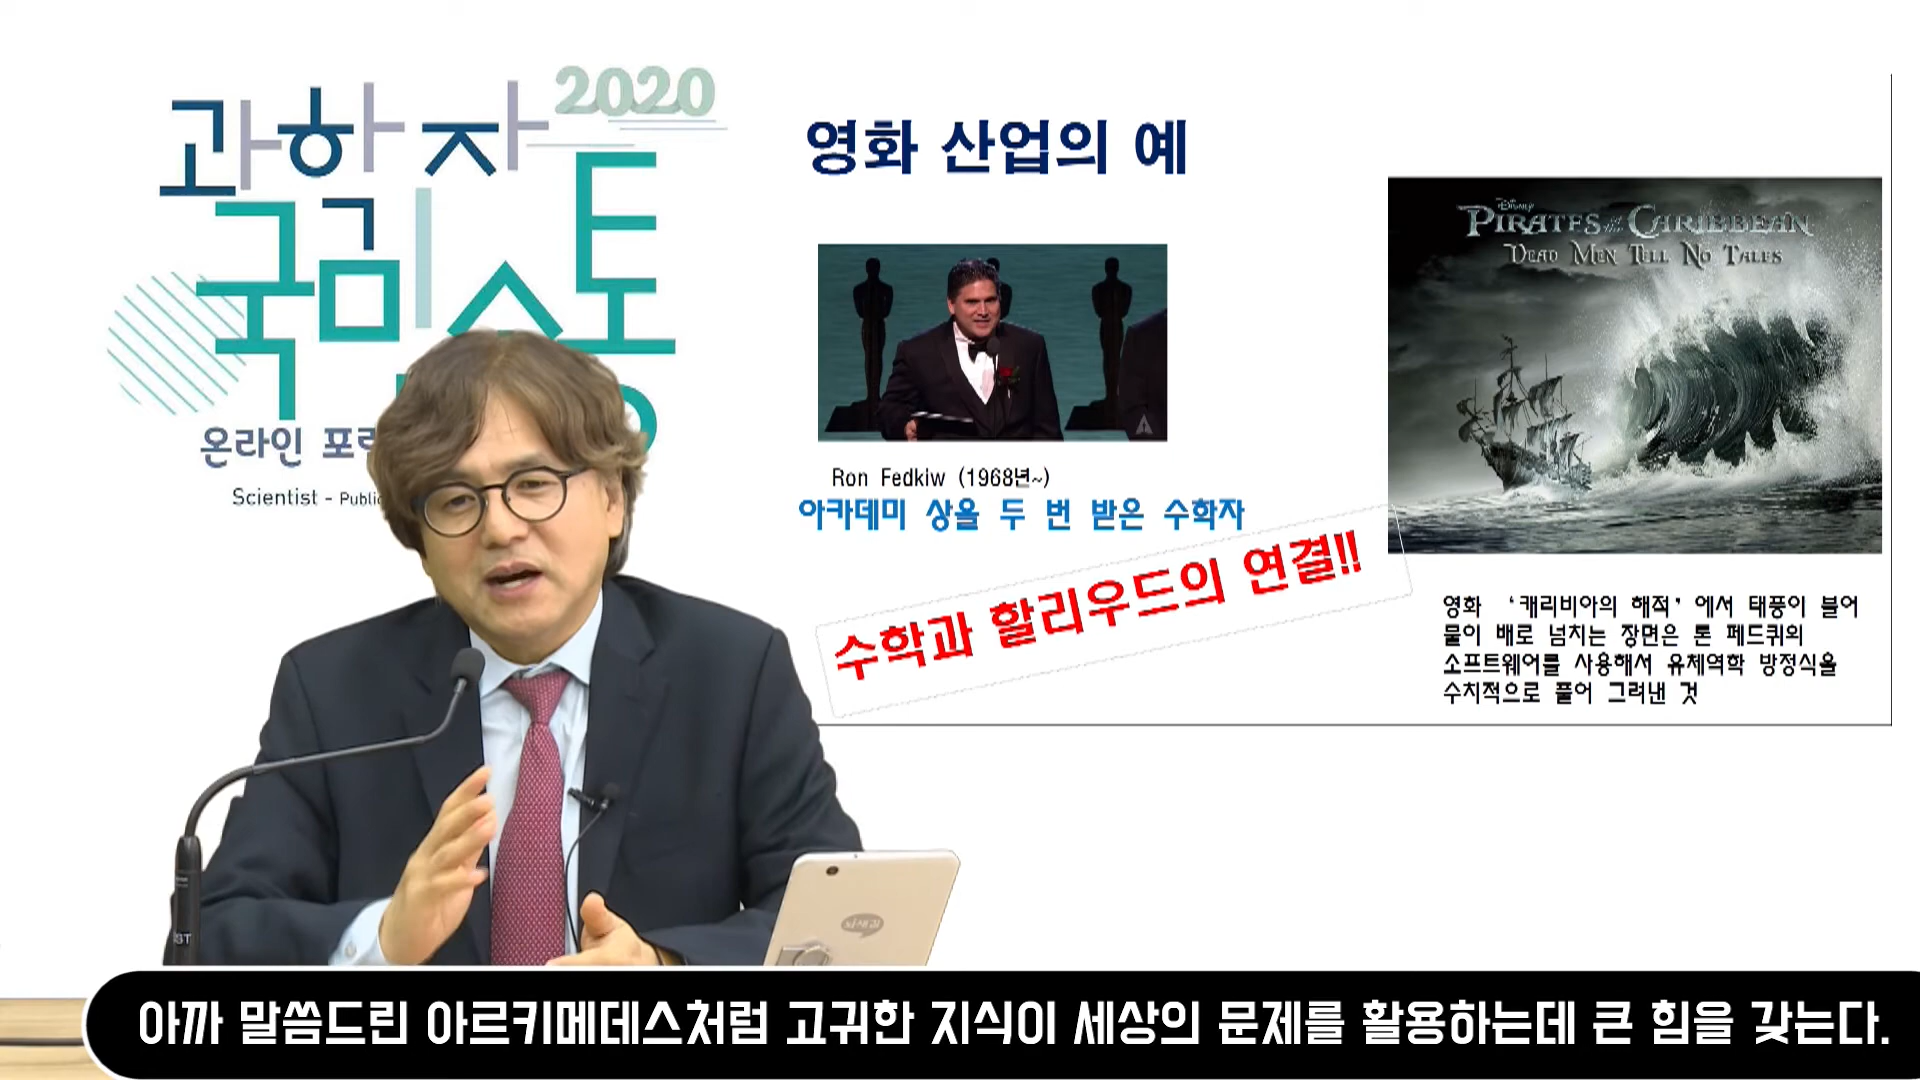 2020
과학자
국민소통
온라인 포럼
Scientist - Public
영화 산업의 예
Ron Fedkiw (1968년~)
아카데미 상을 두 번 받은 수학자
수학과 할리우드의 연결!!
DISNEY
PIRATES of the CARIBBEAN
DEAD MEN TELL NO TALES
영화 ‘캐리비아의 해적’에서 태풍이 불어
물이 배로 넘치는 장면은 톤 페드퀴의
소프트웨어를 사용해서 유체역학 방정식을
수치적으로 풀어 그려낸 것
아까 말씀드린 아르키메데스처럼 고귀한 지식이 세상의 문제를 활용하는데 큰 힘을 갖는다.